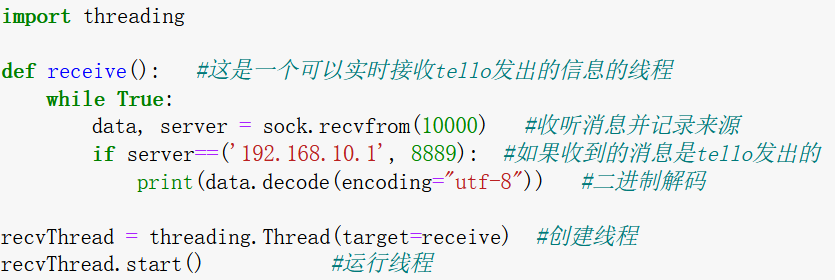 import threading
def receive():   #这是一个可以实时接收tello发出的信息的线程
    while True:
        data, server = sock.recvfrom(10000)   #收听消息并记录来源
        if server==('192.168.10.1', 8889):  #如果收到的消息是tello发出的
            print(data.decode(encoding="utf-8"))   #二进制解码
recvThread = threading.Thread(target=receive)  #创建线程
recvThread.start()          #运行线程